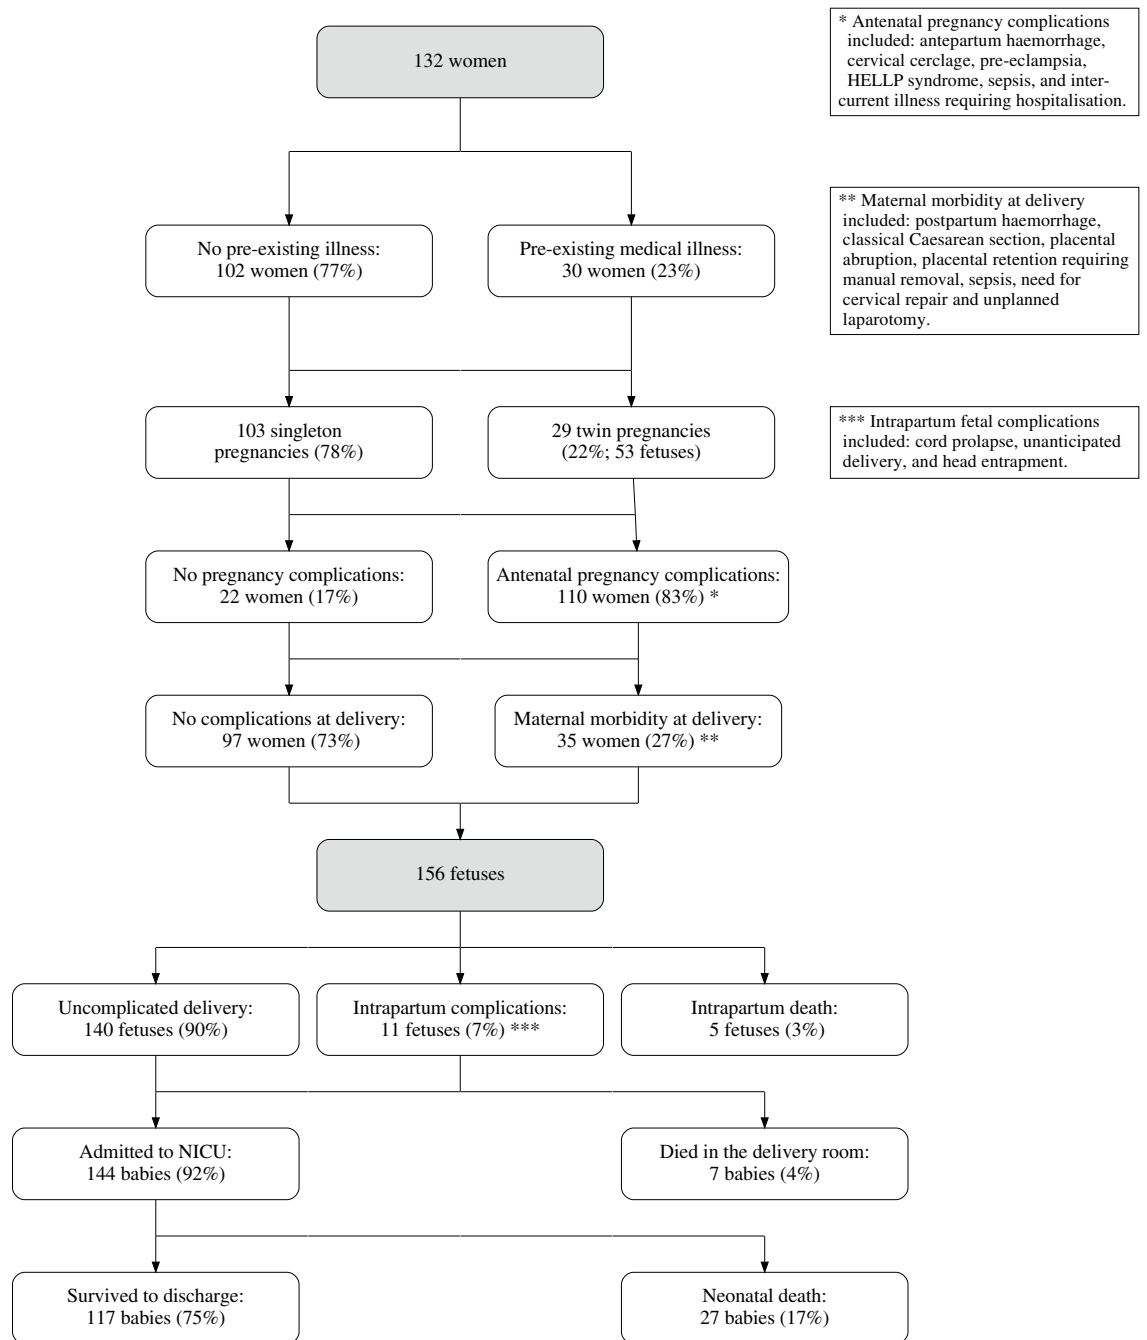 132 women
No pre-existing illness:
102 women (77%)
Pre-existing medical illness:
30 women (23%)
103 singleton
pregnancies (78%)
29 twin pregnancies
(22%; 53 fetuses)
No pregnancy complications:
22 women (17%)
Antenatal pregnancy complications:
110 women (83%) *
No complications at delivery:
97 women (73%)
Maternal morbidity at delivery:
35 women (27%) **
156 fetuses
Uncomplicated delivery:
140 fetuses (90%)
Intrapartum complications:
11 fetuses (7%) ***
Intrapartum death:
5 fetuses (3%)
Admitted to NICU:
144 babies (92%)
Died in the delivery room:
7 babies (4%)
Survived to discharge:
117 babies (75%)
Neonatal death:
27 babies (17%)
* Antenatal pregnancy complications
included: antepartum haemorrhage,
cervical cerclage, pre-eclampsia,
HELLP syndrome, sepsis, and inter-
current illness requiring hospitalisation.
** Maternal morbidity at delivery
included: postpartum haemorrhage,
classical Caesarean section, placental
abruption, placental retention requiring
manual removal, sepsis, need for
cervical repair and unplanned
laparotomy.
*** Intrapartum fetal complications
included: cord prolapse, unanticipated
delivery, and head entrapment.